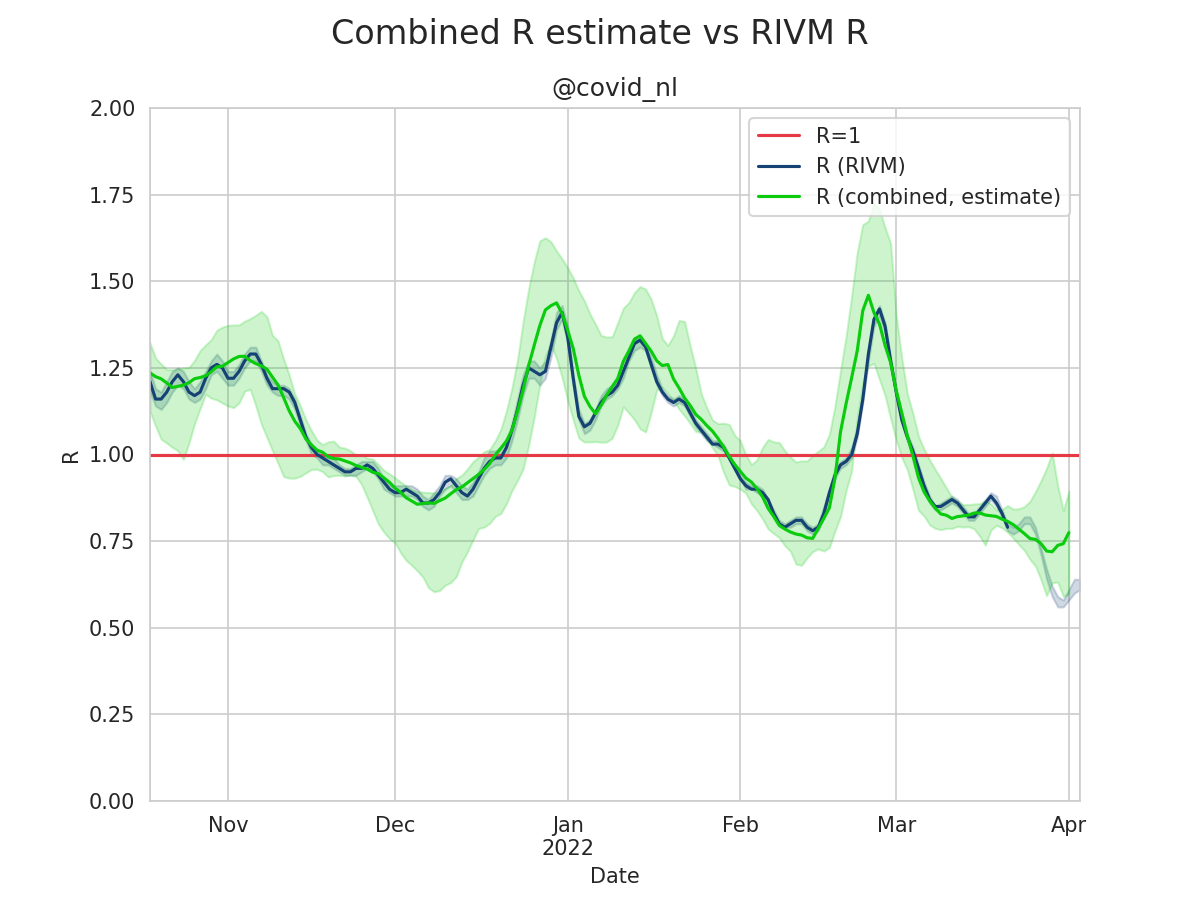 Combined R estimate vs RIVM R
@covid_nl
R=1
R (RIVM)
R (combined, estimate)
2.00
1.75
1.50
1.25
1.00
0.75
0.50
0.25
0.00
R
Nov Dec Jan Feb Mar Apr
2022
Date